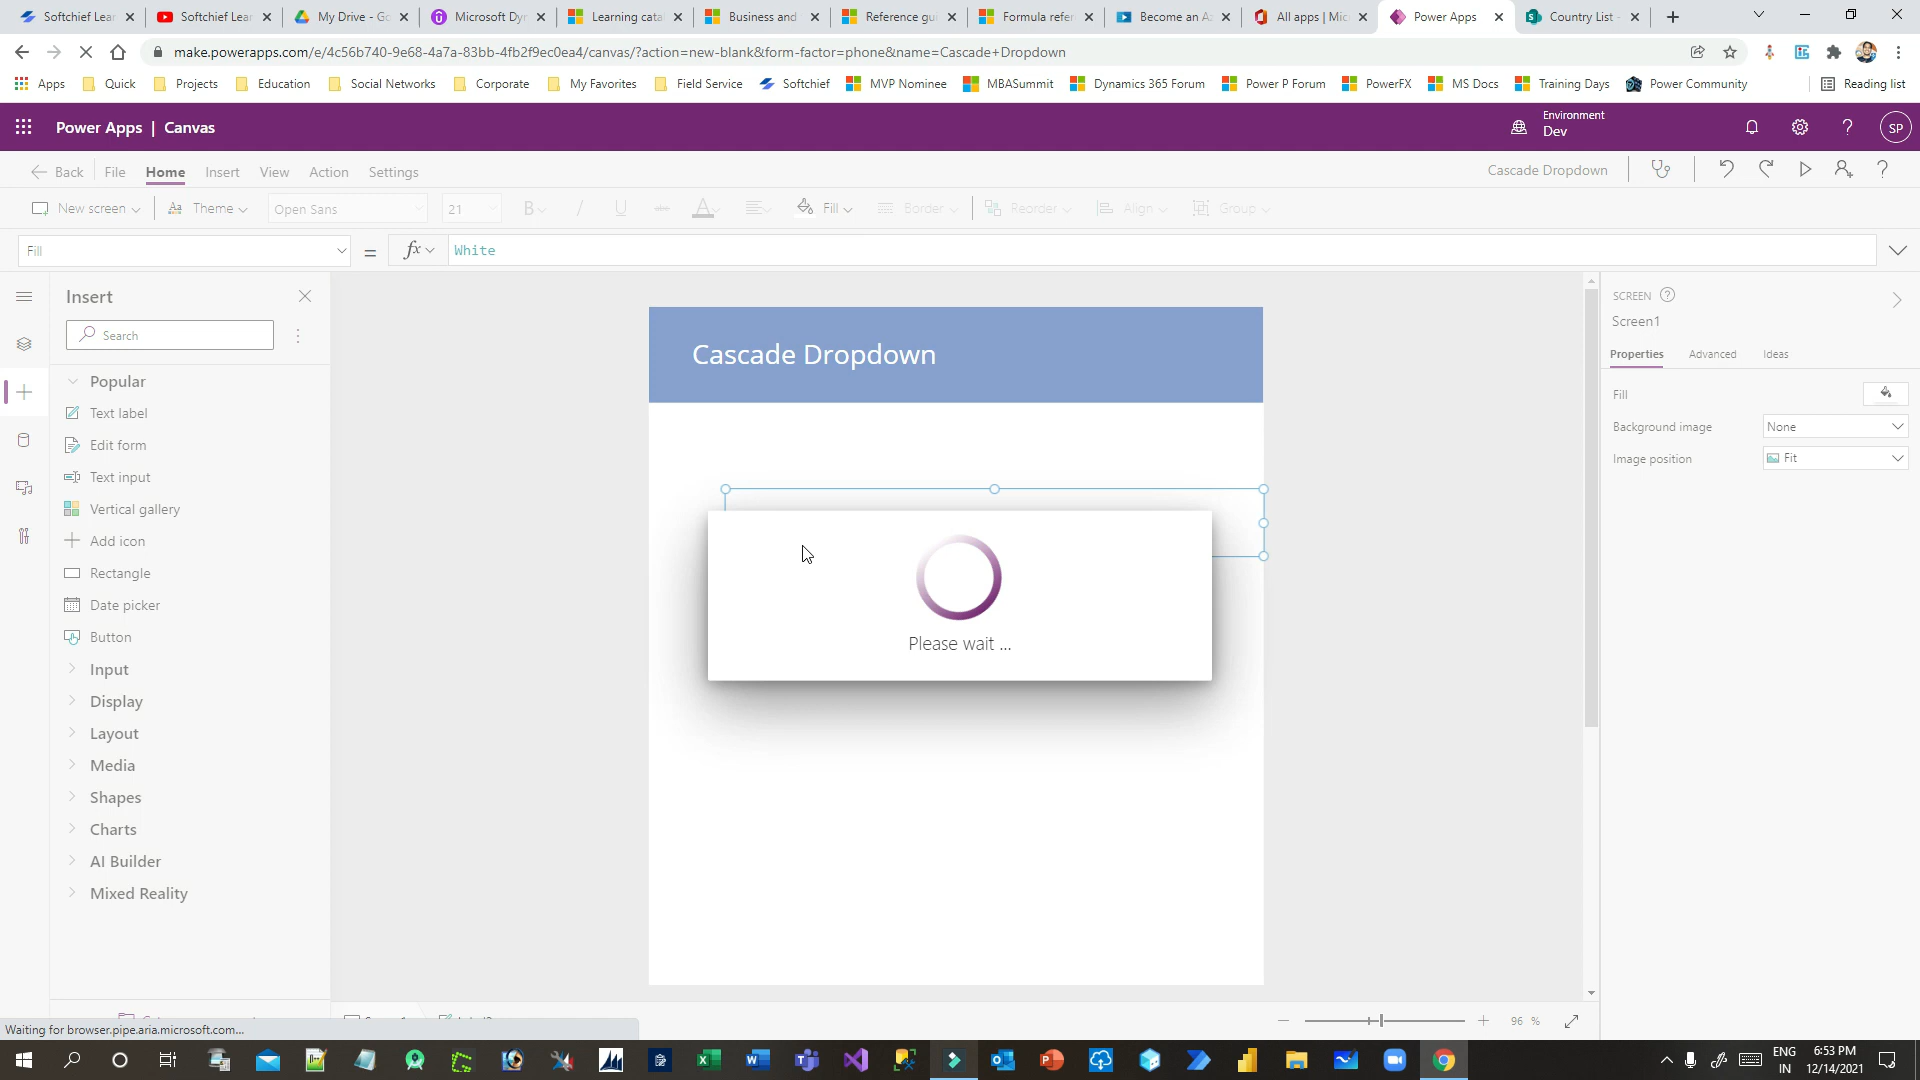 Softchief Lear
Softchief Lear
My Drive - Go
Microsoft Dyn
Learning cata
Business and
Reference gui
Formula refer
Become an Az
All apps | Mic
Power Apps
Country List -
make.powerapps.com/e/4c56b740-9e68-4a7a-83bb-4fb2f9ec0ea4/canvas/?action=new-blank&form-factor=phone&name=Cascade+Dropdown
Apps Quick Projects Education Social Networks Corporate My Favorites Field Service Softchief MVP Nominee MBASummit Dynamics 365 Forum Power P Forum PowerFX MS Docs Training Days Power Community Reading list
Power Apps | Canvas
Environment
Dev
SP
Back File Home Insert View Action Settings
Cascade Dropdown
New screen Theme Open Sans 21 B Fill Border Reorder Align Group
Fill = fx White
Insert
Search
Popular
Text label
Edit form
Text input
Vertical gallery
Add icon
Rectangle
Date picker
Button
Input
Display
Layout
Media
Shapes
Charts
AI Builder
Mixed Reality
Cascade Dropdown
Please wait ...
SCREEN
Screen1
Properties Advanced Ideas
Fill
Background image None
Image position Fit
96 %
Waiting for browser.pipe.aria.microsoft.com...
ENG
IN
6:53 PM
12/14/2021